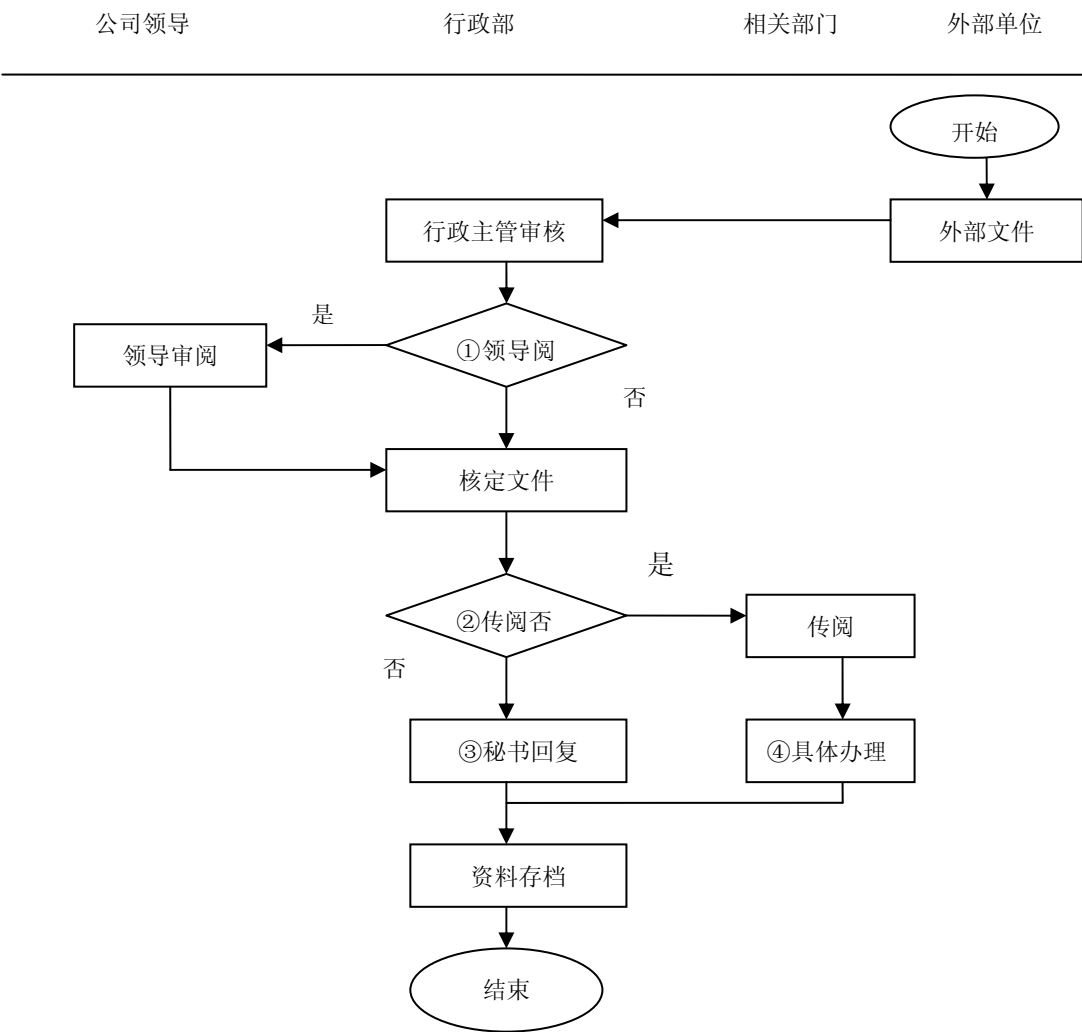 公司领导 行政部 相关部门 外部单位
开始
行政主管审核
外部文件
是
领导审阅
①领导阅
否
核定文件
是
②传阅否
传阅
否
③秘书回复
④具体办理
资料存档
结束